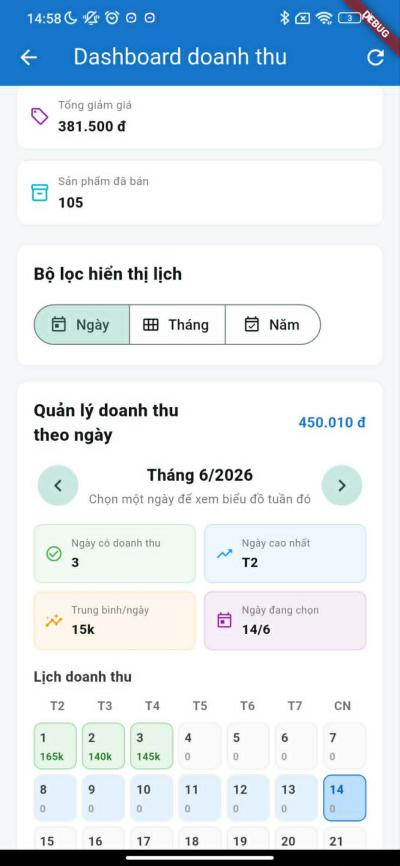 14:58
3
DEBUG
Dashboard doanh thu
Tổng giảm giá
381.500 đ
Sản phẩm đã bán
105
Bộ lọc hiển thị lịch
Ngày Tháng Năm
Quản lý doanh thu
theo ngày
450.010 đ
Tháng 6/2026
Chọn một ngày để xem biểu đồ tuần đó
Ngày có doanh thu
3
Ngày cao nhất
T2
Trung bình/ngày
15k
Ngày đang chọn
14/6
Lịch doanh thu
T2 T3 T4 T5 T6 T7 CN
1 2 3 4 5 6 7
165k 140k 145k 0 0 0 0
8 9 10 11 12 13 14
0 0 0 0 0 0 0
15 16 17 18 19 20 21